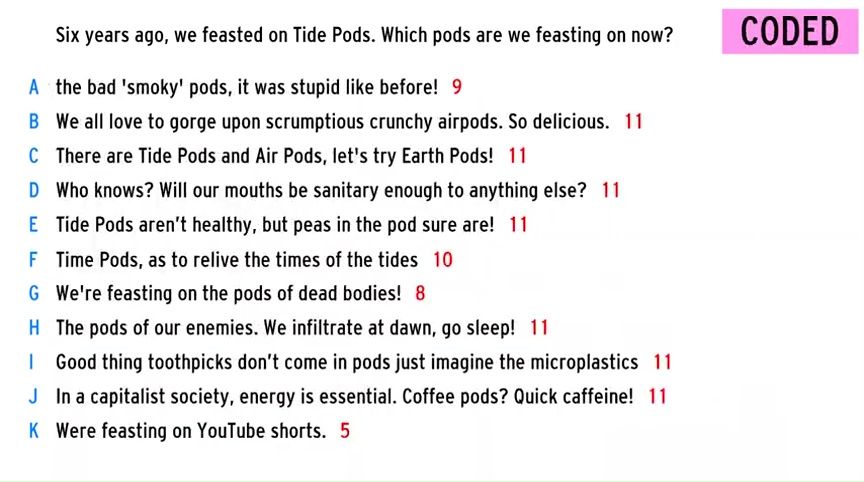 Six years ago, we feasted on Tide Pods. Which pods are we feasting on now?
CODED
A the bad 'smoky' pods, it was stupid like before! 9
B We all love to gorge upon scrumptious crunchy airpods. So delicious. 11
C There are Tide Pods and Air Pods, let's try Earth Pods! 11
D Who knows? Will our mouths be sanitary enough to anything else? 11
E Tide Pods aren't healthy, but peas in the pod sure are! 11
F Time Pods, as to relive the times of the tides 10
G We're feasting on the pods of dead bodies! 8
H The pods of our enemies. We infiltrate at dawn, go sleep! 11
I Good thing toothpicks don't come in pods just imagine the microplastics 11
J In a capitalist society, energy is essential. Coffee pods? Quick caffeine! 11
K Were feasting on YouTube shorts. 5